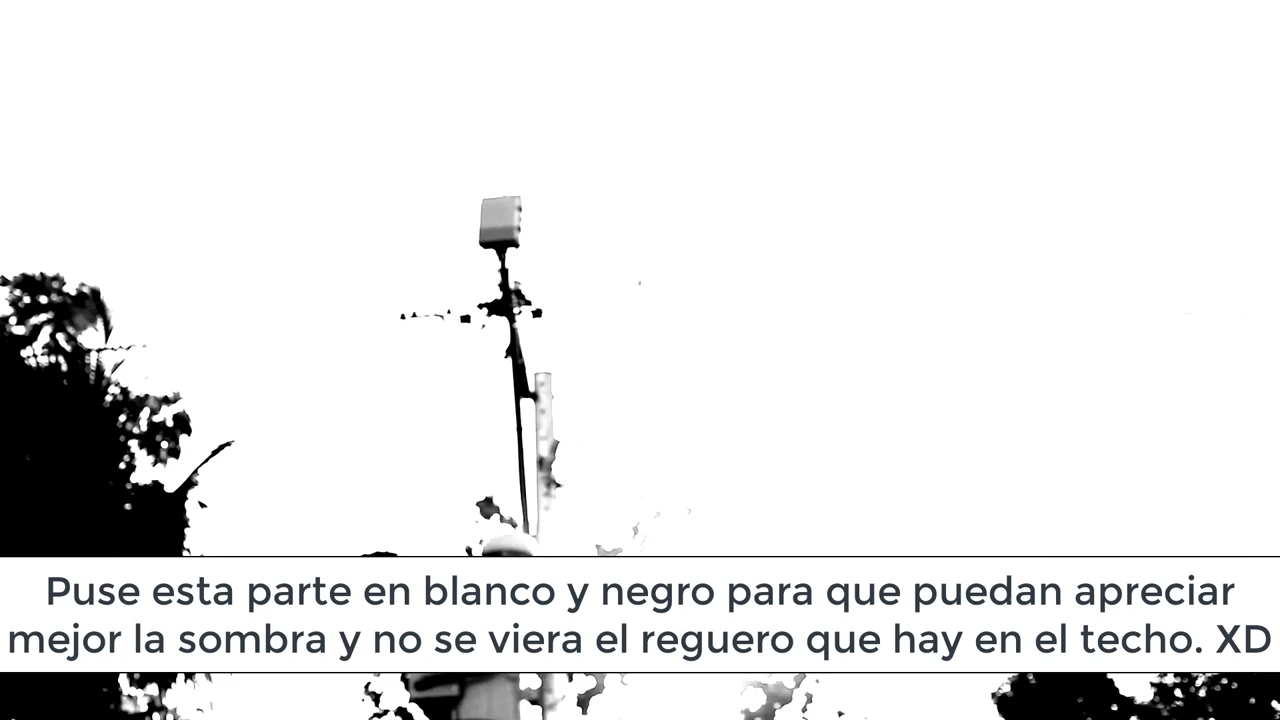 Puse esta parte en blanco y negro para que puedan apreciar
mejor la sombra y no se viera el reguero que hay en el techo. XD